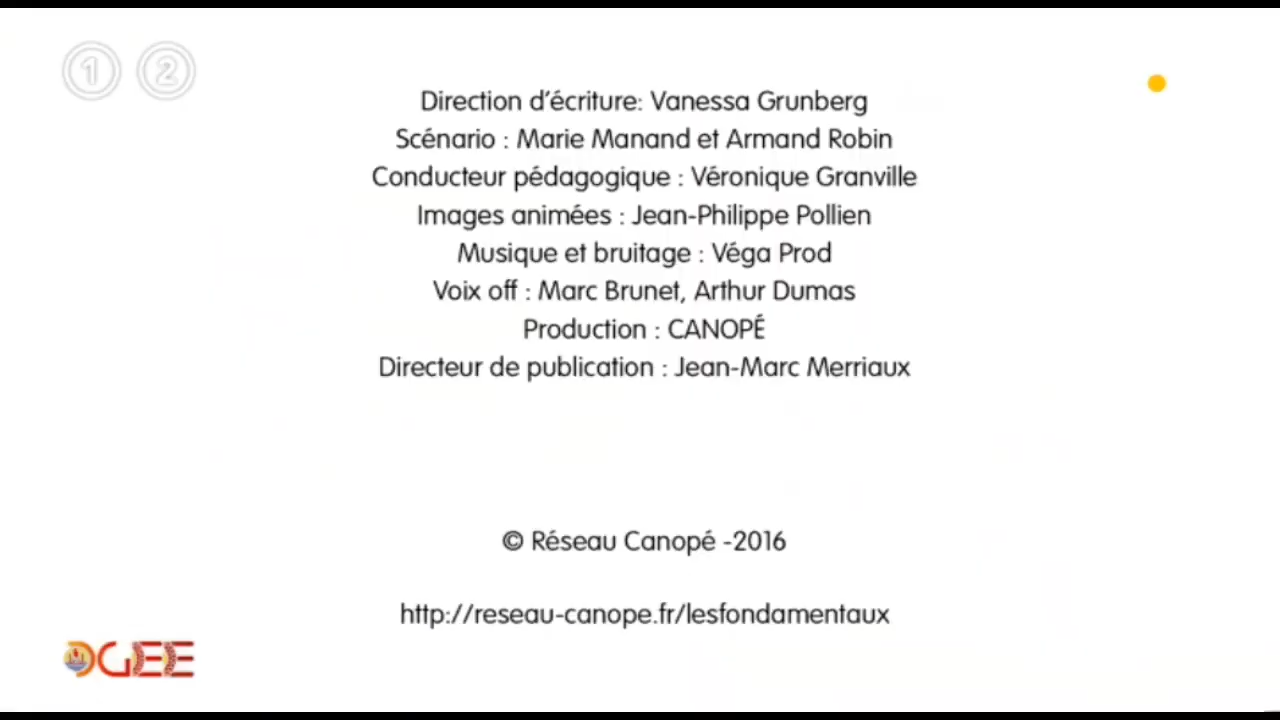 1 2
Direction d'écriture: Vanessa Grunberg
Scénario : Marie Manand et Armand Robin
Conducteur pédagogique : Véronique Granville
Images animées : Jean-Philippe Pollien
Musique et bruitage : Véga Prod
Voix off : Marc Brunet, Arthur Dumas
Production : CANOPÉ
Directeur de publication : Jean-Marc Merriaux
© Réseau Canopé -2016
http://reseau-canope.fr/lesfondamentaux
DGEE